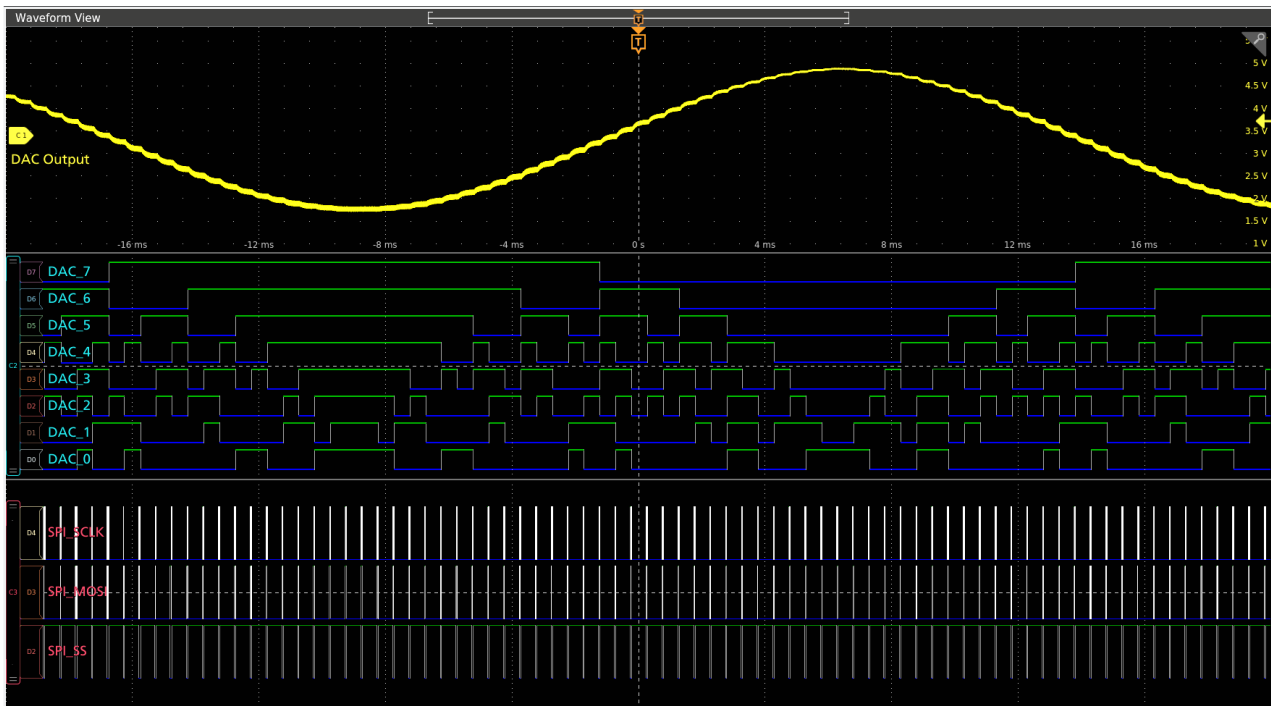 Waveform View
T
T
5 V
4.5 V
4 V
C 1
3.5 V
DAC Output
3 V
2.5 V
2 V
1.5 V
-16 ms -12 ms -8 ms -4 ms 0 s 4 ms 8 ms 12 ms 16 ms 1 V
D7 DAC_7
D6 DAC_6
D5 DAC_5
D4 DAC_4
C2
D3 DAC_3
D2 DAC_2
D1 DAC_1
D0 DAC_0
D4 SPI_SCLK
C3 D3 SPI_MOSI
D2 SPI_SS